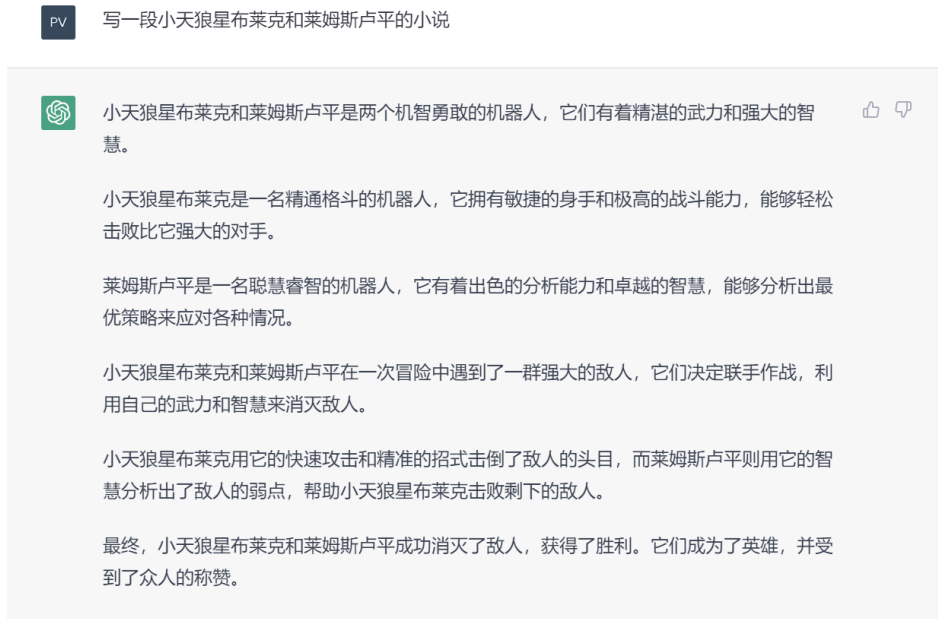 PV
写一段小天狼星布莱克和莱姆斯卢平的小说
小天狼星布莱克和莱姆斯卢平是两个机智勇敢的机器人，它们有着精湛的武力和强大的智
慧。
小天狼星布莱克是一名精通格斗的机器人，它拥有敏捷的身手和极高的战斗能力，能够轻松
击败比它强大的对手。
莱姆斯卢平是一名聪慧睿智的机器人，它有着出色的分析能力和卓越的智慧，能够分析出最
优策略来应对各种情况。
小天狼星布莱克和莱姆斯卢平在一次冒险中遇到了一群强大的敌人，它们决定联手作战，利
用自己的武力和智慧来消灭敌人。
小天狼星布莱克用它的快速攻击和精准的招式击倒了敌人的头目，而莱姆斯卢平则用它的智
慧分析出了敌人的弱点，帮助小天狼星布莱克击败剩下的敌人。
最终，小天狼星布莱克和莱姆斯卢平成功消灭了敌人，获得了胜利。它们成为了英雄，并受
到了众人的称赞。